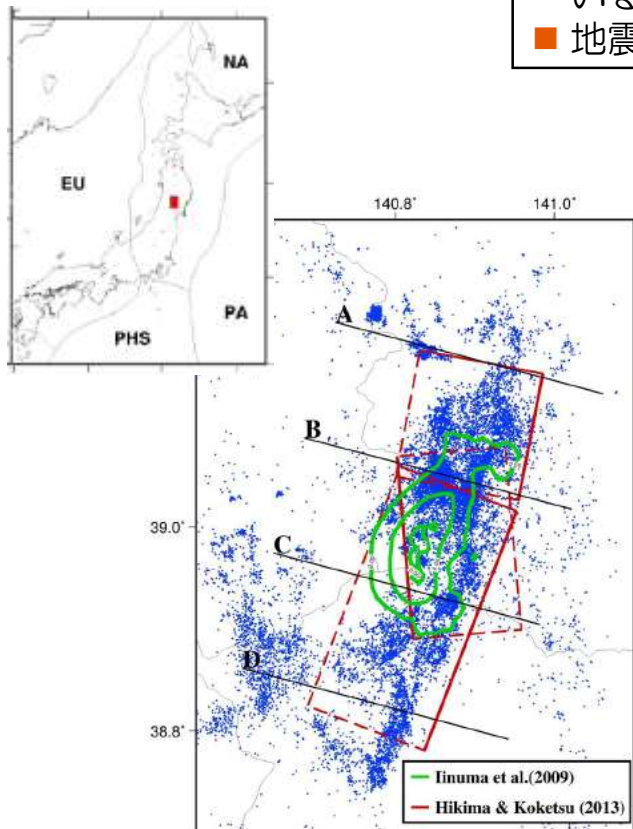 ■ 地震
NA
EU
PA
PHS
140.8°
141.0°
A
B
39.0°
C
D
38.8°
Iinuma et al.(2009)
Hikima & Koketsu (2013)